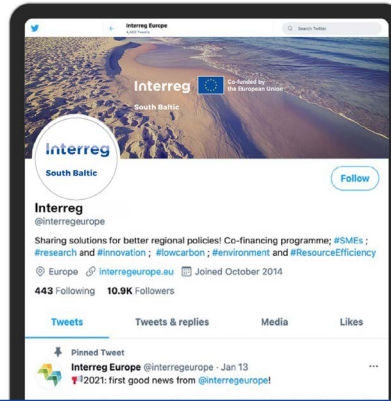 Interreg Europe
4,403 Tweets
Search Twitter
Interreg
Co-funded by
the European Union
South Baltic
Interreg
South Baltic
Follow
Interreg
@interregeurope
Sharing solutions for better regional policies! Co-financing programme; #SMEs ;
#research and #innovation ; #lowcarbon ; #environment and #ResourceEfficiency
Europe interregeurope.eu Joined October 2014
443 Following 10.9K Followers
Tweets Tweets & replies Media Likes
Pinned Tweet
Interreg Europe @interregeurope · Jan 13
2021: first good news from @interregeurope!